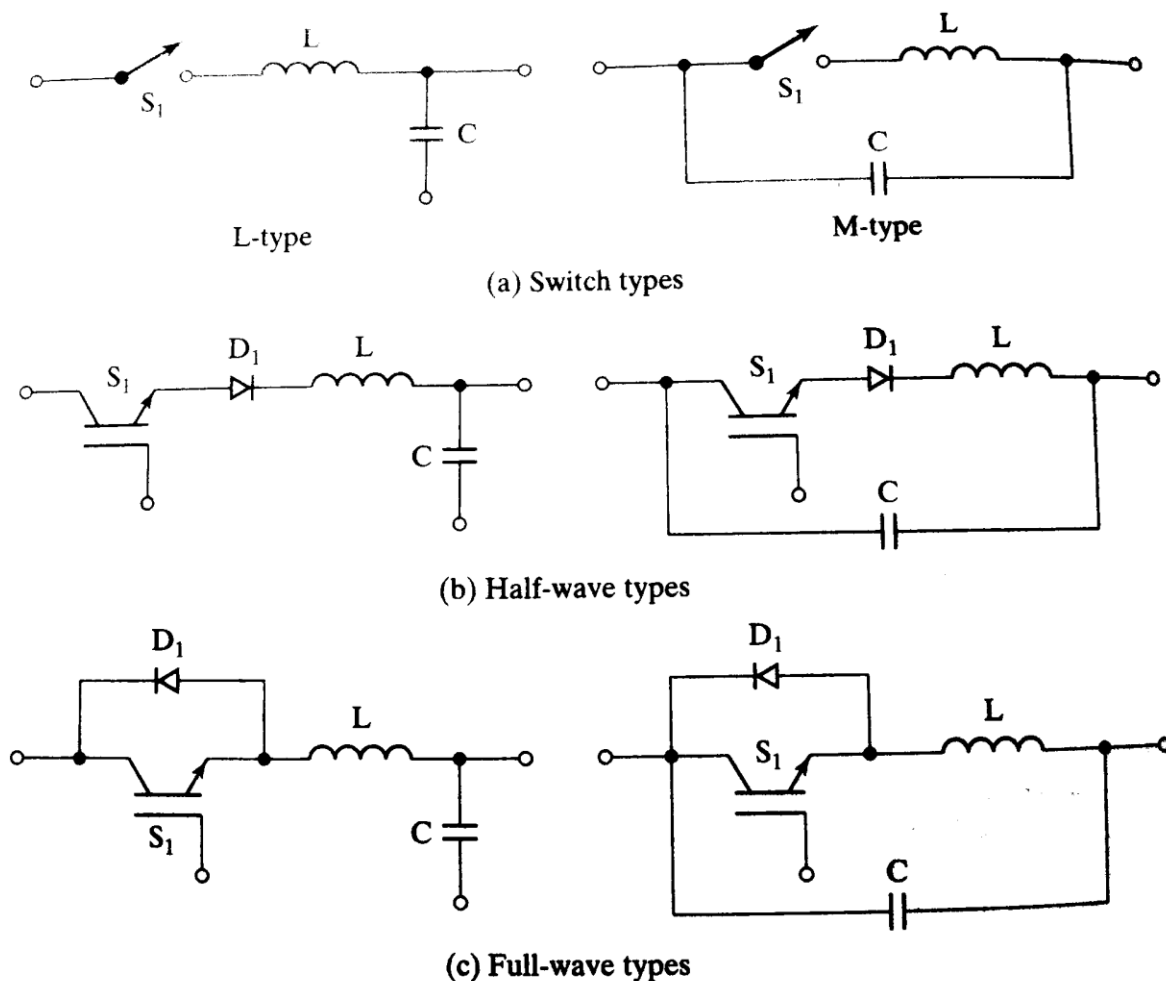 L
S1
C
L-type
L
S1
C
M-type
(a) Switch types
S1
D1
L
C
S1
D1
L
C
(b) Half-wave types
D1
L
S1
C
D1
L
S1
C
(c) Full-wave types